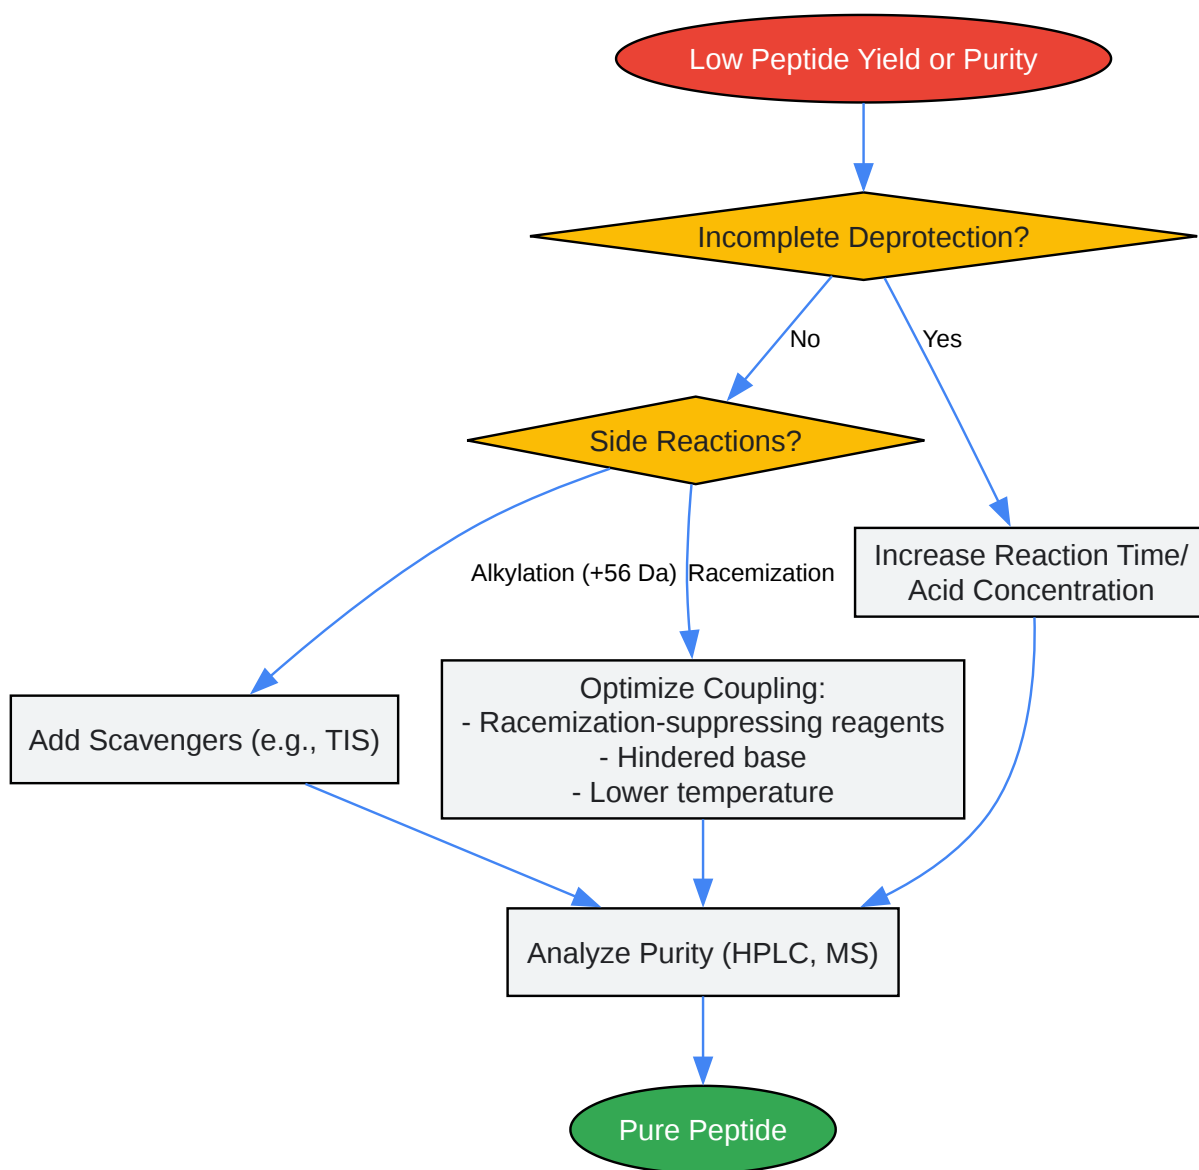 Low Peptide Yield or Purity
Incomplete Deprotection?
No
Yes
Side Reactions?
Alkylation (+56 Da)
Racemization
Increase Reaction Time/
Acid Concentration
Add Scavengers (e.g., TIS)
Optimize Coupling:
- Racemization-suppressing reagents
- Hindered base
- Lower temperature
Analyze Purity (HPLC, MS)
Pure Peptide